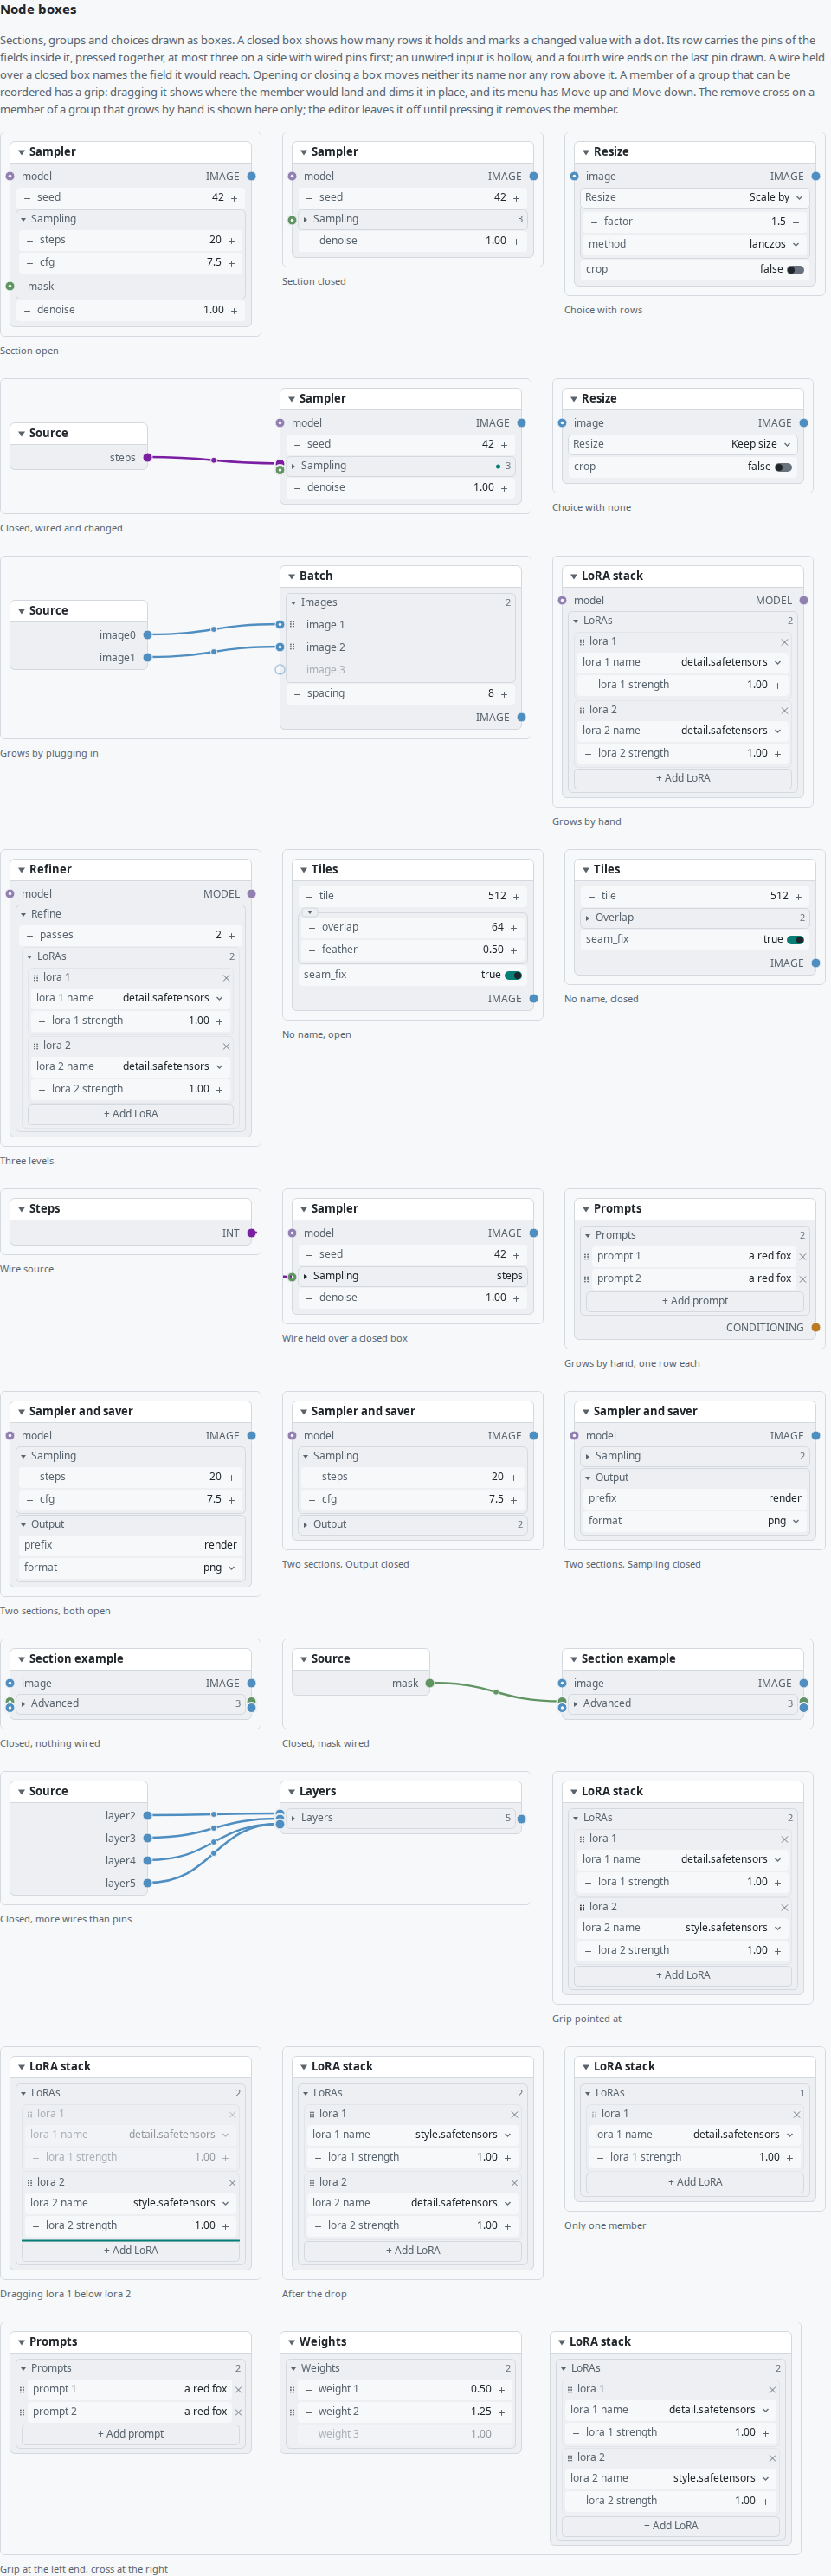 Node boxes
Sections, groups and choices drawn as boxes. A closed box shows how many rows it holds and marks a changed value with a dot. Its row carries the pins of the
fields inside it, pressed together, at most three on a side with wired pins first; an unwired input is hollow, and a fourth wire ends on the last pin drawn. A wire held
over a closed box names the field it would reach. Opening or closing a box moves neither its name nor any row above it. A member of a group that can be
reordered has a grip: dragging it shows where the member would land and dims it in place, and its menu has Move up and Move down. The remove cross on a
member of a group that grows by hand is shown here only; the editor leaves it off until pressing it removes the member.
Sampler
model IMAGE
− seed 42 +
Sampling
− steps 20 +
− cfg 7.5 +
mask
− denoise 1.00 +
Section open
Sampler
model IMAGE
− seed 42 +
Sampling 3
− denoise 1.00 +
Section closed
Resize
image IMAGE
Resize Scale by
− factor 1.5 +
method lanczos
crop false
Choice with rows
Source
steps
Sampler
model IMAGE
− seed 42 +
Sampling 3
− denoise 1.00 +
Closed, wired and changed
Resize
image IMAGE
Resize Keep size
crop false
Choice with none
Source
image0
image1
Batch
Images 2
image 1
image 2
image 3
− spacing 8 +
IMAGE
Grows by plugging in
LoRA stack
model MODEL
LoRAs 2
lora 1 ×
lora 1 name detail.safetensors
− lora 1 strength 1.00 +
lora 2 ×
lora 2 name detail.safetensors
− lora 2 strength 1.00 +
+ Add LoRA
Grows by hand
Refiner
model MODEL
Refine
− passes 2 +
LoRAs 2
lora 1 ×
lora 1 name detail.safetensors
− lora 1 strength 1.00 +
lora 2 ×
lora 2 name detail.safetensors
− lora 2 strength 1.00 +
+ Add LoRA
Three levels
Tiles
− tile 512 +
− overlap 64 +
− feather 0.50 +
seam_fix true
IMAGE
No name, open
Tiles
− tile 512 +
Overlap 2
seam_fix true
IMAGE
No name, closed
Steps
INT
Wire source
Sampler
model IMAGE
− seed 42 +
Sampling steps
− denoise 1.00 +
Wire held over a closed box
Prompts
Prompts 2
prompt 1 a red fox ×
prompt 2 a red fox ×
+ Add prompt
CONDITIONING
Grows by hand, one row each
Sampler and saver
model IMAGE
Sampling
− steps 20 +
− cfg 7.5 +
Output
prefix render
format png
Two sections, both open
Sampler and saver
model IMAGE
Sampling
− steps 20 +
− cfg 7.5 +
Output 2
Two sections, Output closed
Sampler and saver
model IMAGE
Sampling 2
Output
prefix render
format png
Two sections, Sampling closed
Section example
image IMAGE
Advanced 3
Closed, nothing wired
Source
mask
Section example
image IMAGE
Advanced 3
Closed, mask wired
Source
layer2
layer3
layer4
layer5
Layers
Layers 5
Closed, more wires than pins
LoRA stack
LoRAs 2
lora 1 ×
lora 1 name detail.safetensors
− lora 1 strength 1.00 +
lora 2 ×
lora 2 name style.safetensors
− lora 2 strength 1.00 +
+ Add LoRA
Grip pointed at
LoRA stack
LoRAs 2
lora 1 ×
lora 1 name detail.safetensors
− lora 1 strength 1.00 +
lora 2 ×
lora 2 name style.safetensors
− lora 2 strength 1.00 +
+ Add LoRA
Dragging lora 1 below lora 2
LoRA stack
LoRAs 2
lora 1 ×
lora 1 name style.safetensors
− lora 1 strength 1.00 +
lora 2 ×
lora 2 name detail.safetensors
− lora 2 strength 1.00 +
+ Add LoRA
After the drop
LoRA stack
LoRAs 1
lora 1 ×
lora 1 name detail.safetensors
− lora 1 strength 1.00 +
+ Add LoRA
Only one member
Prompts
Prompts 2
prompt 1 a red fox ×
prompt 2 a red fox ×
+ Add prompt
Weights
Weights 2
− weight 1 0.50 +
− weight 2 1.25 +
weight 3 1.00
LoRA stack
LoRAs 2
lora 1 ×
lora 1 name detail.safetensors
− lora 1 strength 1.00 +
lora 2 ×
lora 2 name style.safetensors
− lora 2 strength 1.00 +
+ Add LoRA
Grip at the left end, cross at the right